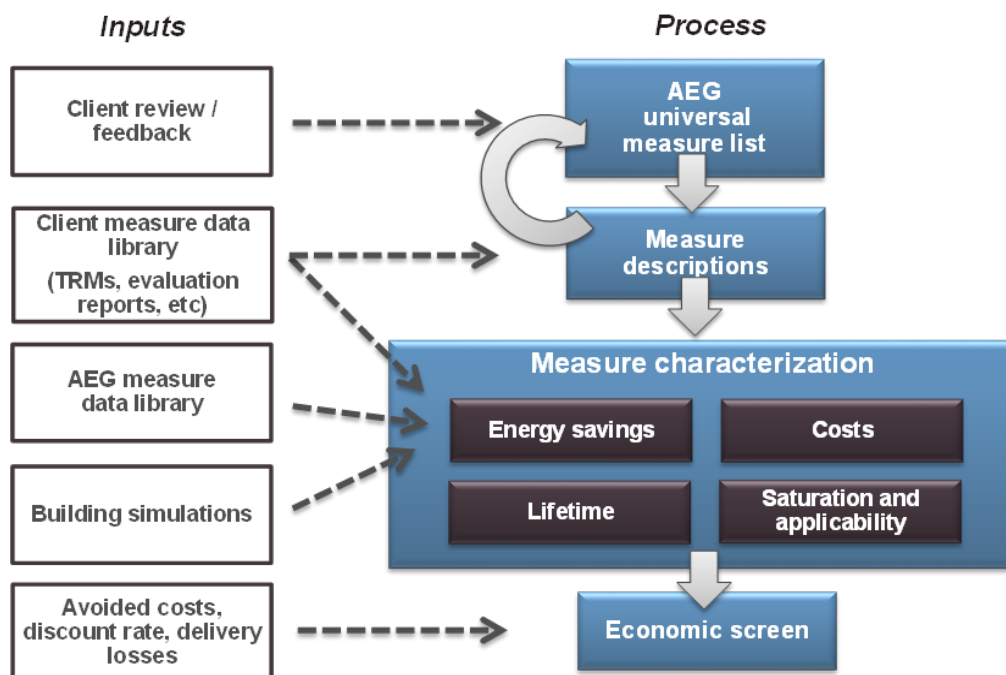 Inputs
Process
Client review /
feedback
AEG
universal
measure list
Client measure data
library
(TRMs, evaluation
reports, etc)
Measure
descriptions
AEG measure
data library
Measure characterization
Energy savings
Costs
Building simulations
Lifetime
Saturation and
applicability
Avoided costs,
discount rate, delivery
losses
Economic screen